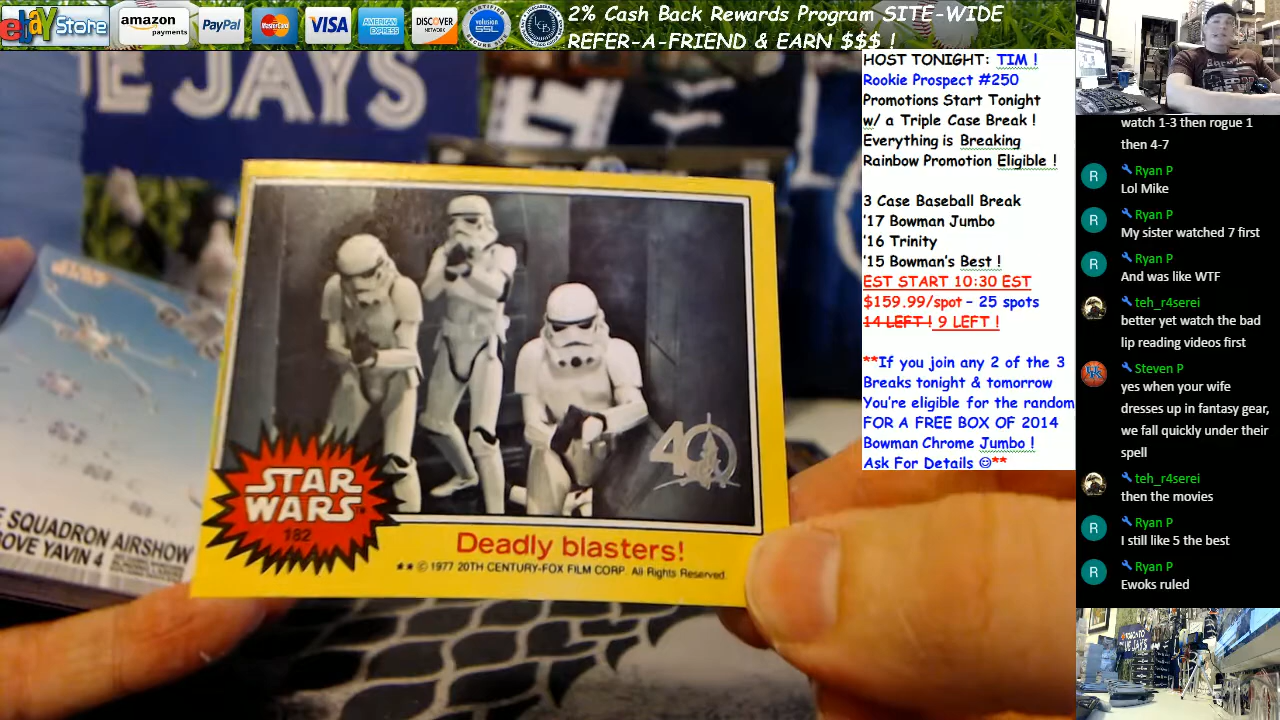 ebay Store
amazon
payments
PayPal
MasterCard
VISA
AMERICAN
EXPRESS
DISCOVER
NETWORK
volusion
SSL
2% Cash Back Rewards Program SITE-WIDE
REFER-A-FRIEND & EARN $$$ !
HOST TONIGHT: TIM !
Rookie Prospect #250
Promotions Start Tonight
w/ a Triple Case Break !
Everything is Breaking
Rainbow Promotion Eligible !
3 Case Baseball Break
'17 Bowman Jumbo
'16 Trinity
'15 Bowman's Best !
EST START 10:30 EST
$159.99/spot - 25 spots
14 LEFT ! 9 LEFT !
**If you join any 2 of the 3
Breaks tonight & tomorrow
You're eligible for the random
FOR A FREE BOX OF 2014
Bowman Chrome Jumbo !
Ask For Details ☺**
watch 1-3 then rogue 1
then 4-7
R Ryan P
Lol Mike
R Ryan P
My sister watched 7 first
R Ryan P
And was like WTF
teh_r4serei
better yet watch the bad
lip reading videos first
Steven P
yes when your wife
dresses up in fantasy gear,
we fall quickly under their
spell
teh_r4serei
then the movies
R Ryan P
I still like 5 the best
R Ryan P
Ewoks ruled
UE JAYS
40
STAR
WARS
182
Deadly blasters!
★★ © 1977 20TH CENTURY-FOX FILM CORP. All Rights Reserved.
E SQUADRON AIRSHOW
OVE YAVIN 4
TORONTO
UE JAYS